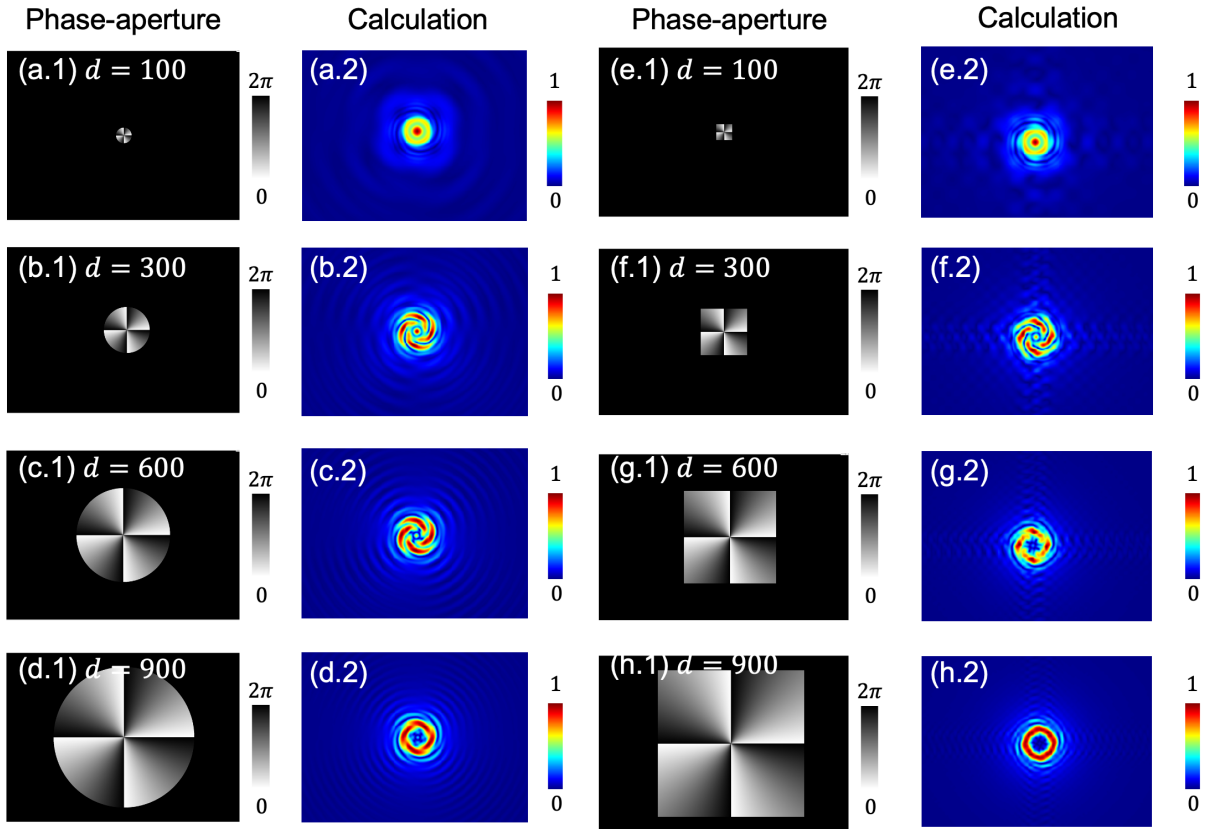 Phase-aperture Calculation Phase-aperture Calculation
(a.1) d = 100 2π 0 (a.2) 1 0 (e.1) d = 100 2π 0 (e.2) 1 0
(b.1) d = 300 2π 0 (b.2) 1 0 (f.1) d = 300 2π 0 (f.2) 1 0
(c.1) d = 600 2π 0 (c.2) 1 0 (g.1) d = 600 2π 0 (g.2) 1 0
(d.1) d = 900 2π 0 (d.2) 1 0 (h.1) d = 900 2π 0 (h.2) 1 0